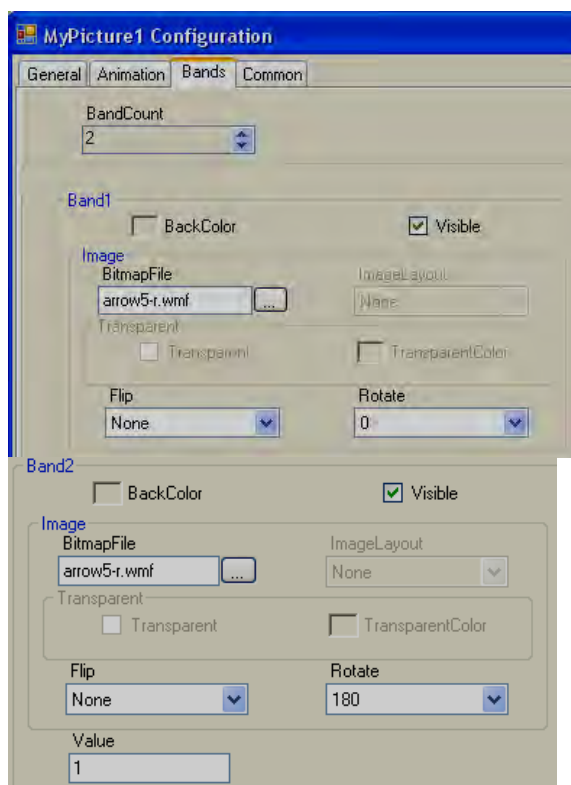 MyPicture1 Configuration
General Animation Bands Common
BandCount
2
Band1
BackColor Visible
Image
BitmapFile ImageLayout
arrow5-r.wmf ... None
Transparent
Transparent TransparentColor
Flip Rotate
None 0
Band2
BackColor Visible
Image
BitmapFile ImageLayout
arrow5-r.wmf ... None
Transparent
Transparent TransparentColor
Flip Rotate
None 180
Value
1